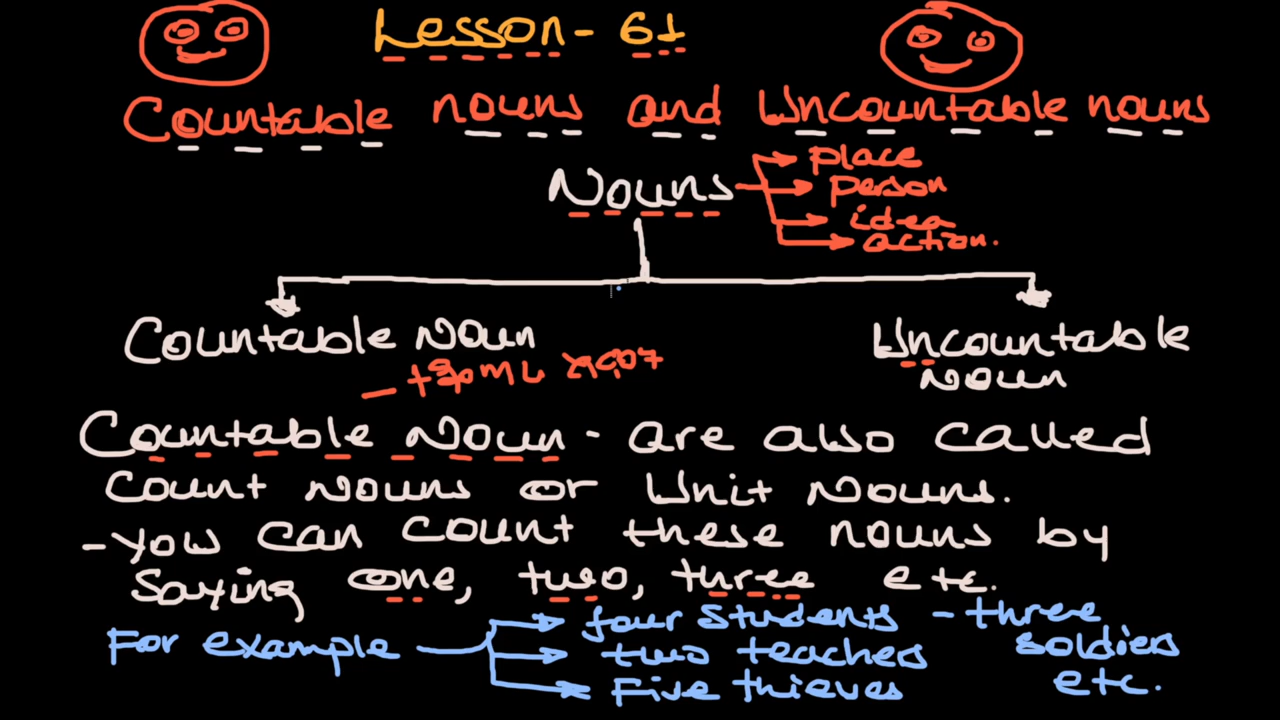 Lesson - 61
Countable nouns and Uncountable nouns
Nouns
place
person
idea
action.
Countable Noun
Uncountable
Noun
Countable Noun - are also called
Count Nouns or Unit Nouns.
- You can count these nouns by
saying one, two, three etc.
For example
four students - three
soldiers
two teachers
etc.
Five thieves